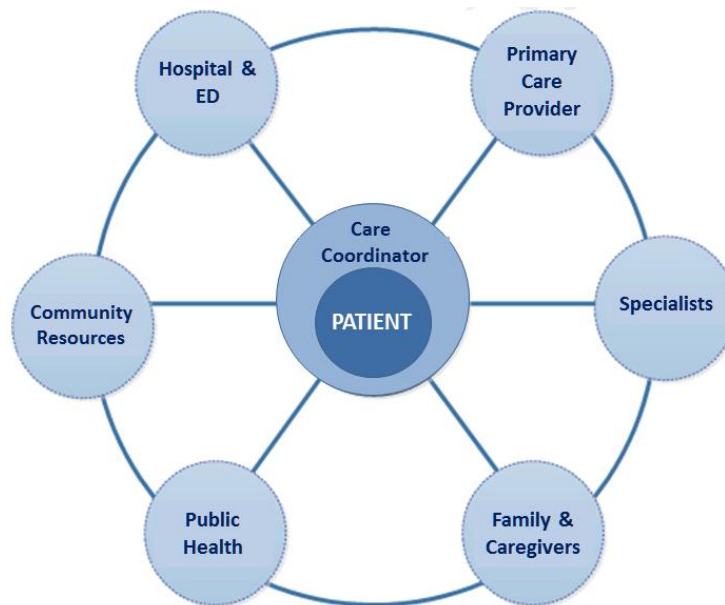 Hospital &
ED
Primary
Care
Provider
Care
Coordinator
PATIENT
Community
Resources
Specialists
Public
Health
Family &
Caregivers